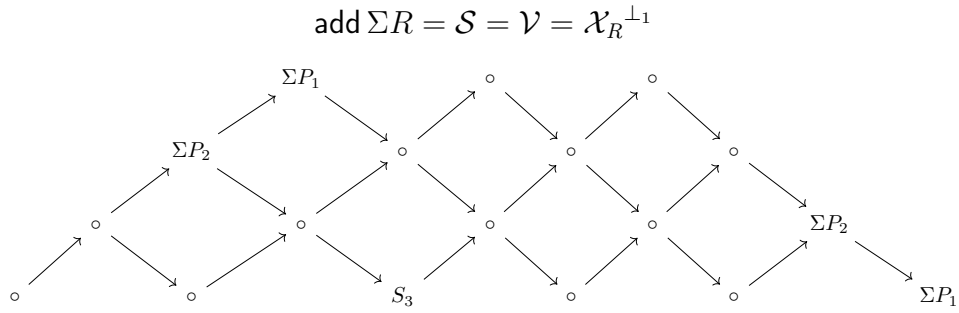 add ΣR = 𝒮 = 𝒱 = 𝒳_R^{⊥_1}
ΣP_1
ΣP_2
ΣP_2
S_3
ΣP_1